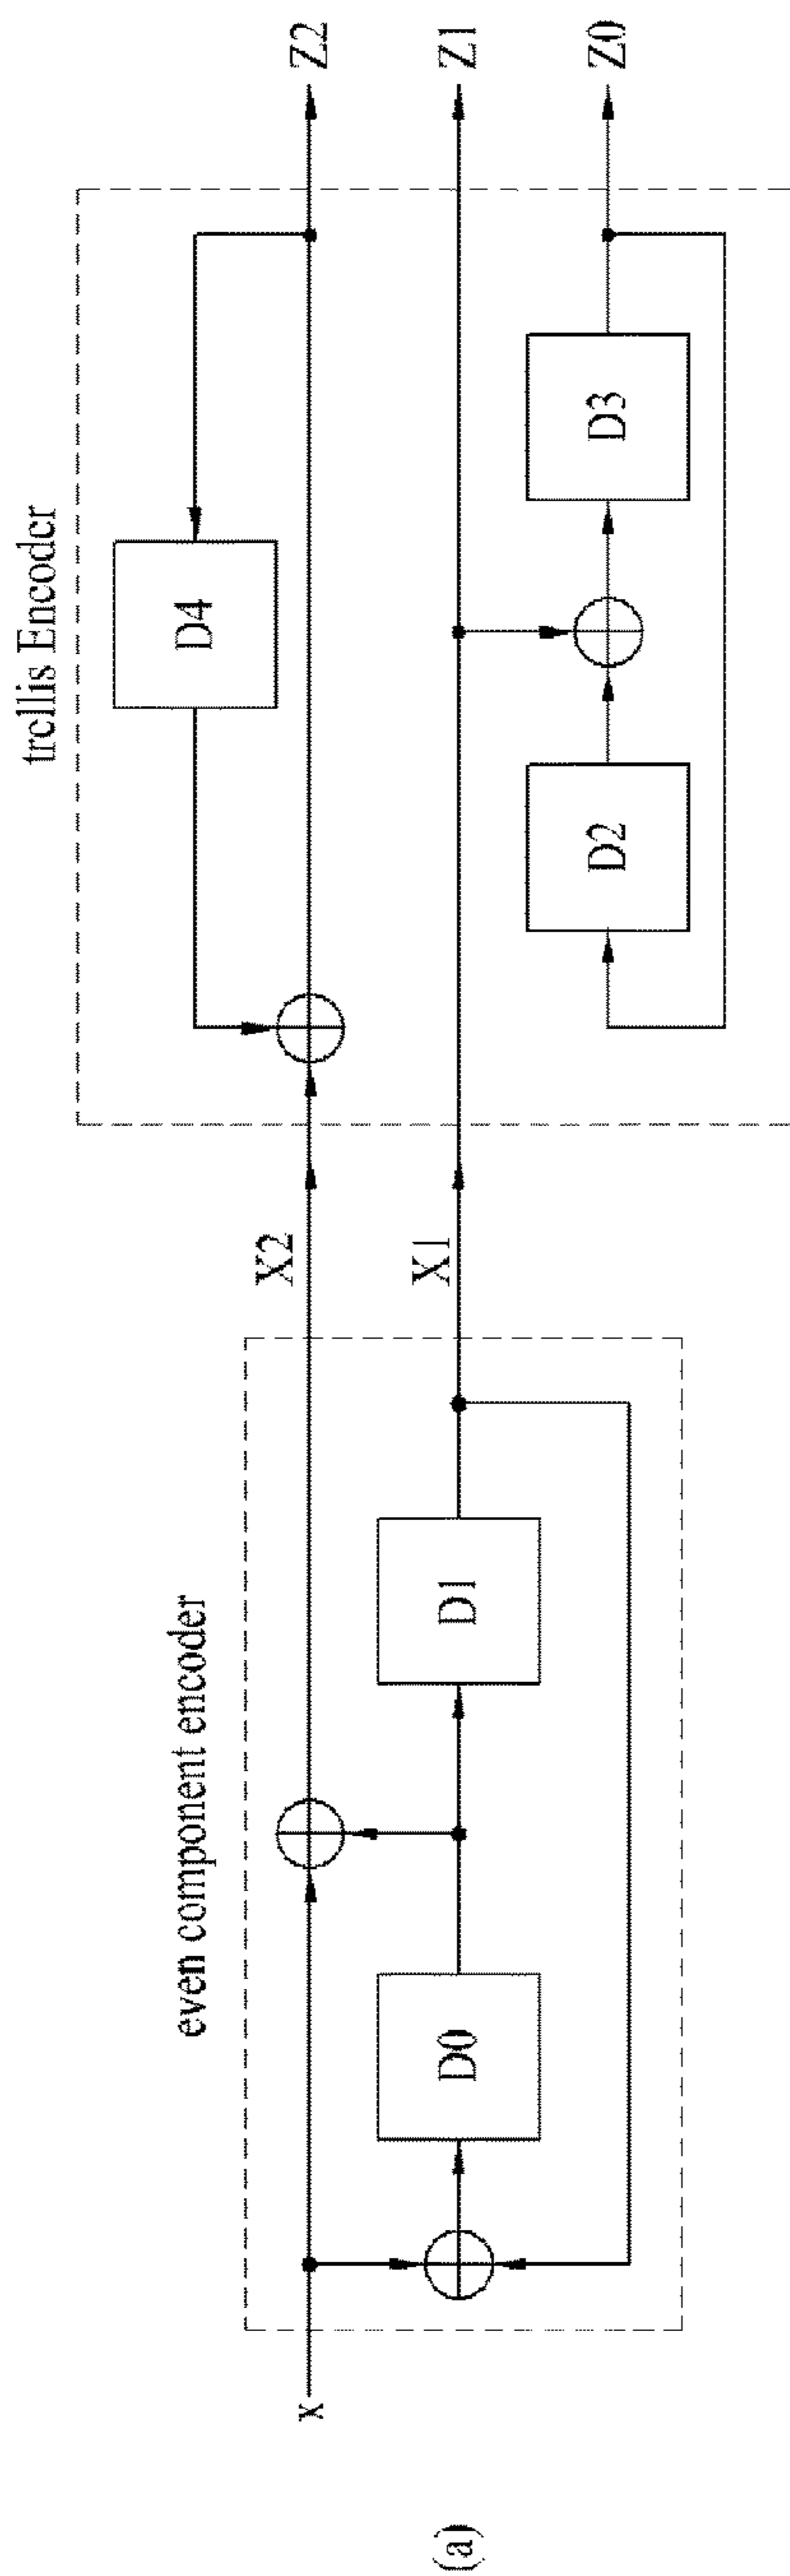 (a)
even component encoder
trellis Encoder
x
X2
Z2
D4
D0
D1
X1
Z1
D2
D3
Z0